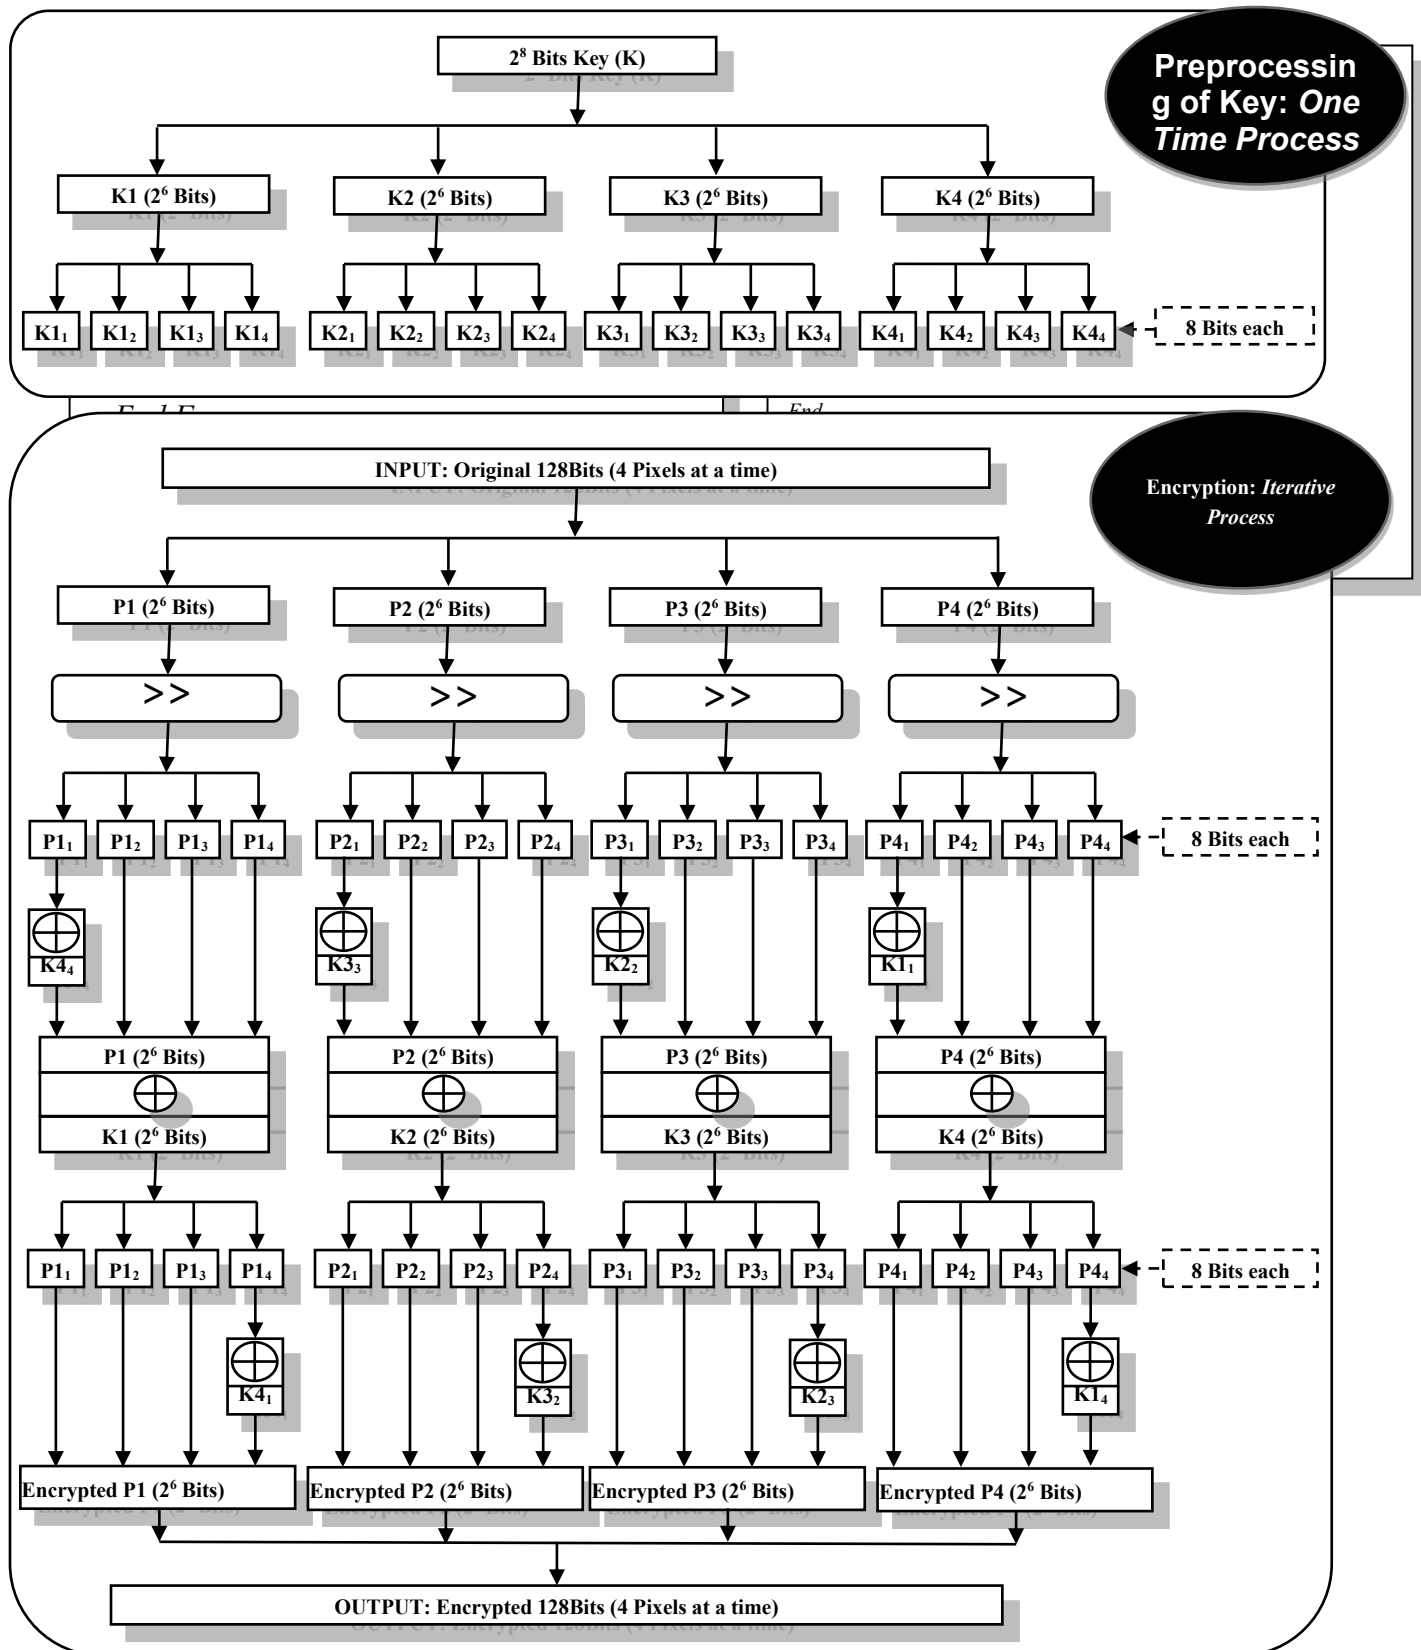 2⁸ Bits Key (K)
Preprocessin
g of Key: One
Time Process
K1 (2⁶ Bits) K2 (2⁶ Bits) K3 (2⁶ Bits) K4 (2⁶ Bits)
K1₁ K1₂ K1₃ K1₄ K2₁ K2₂ K2₃ K2₄ K3₁ K3₂ K3₃ K3₄ K4₁ K4₂ K4₃ K4₄ 8 Bits each
End
INPUT: Original 128Bits (4 Pixels at a time)
Encryption: Iterative
Process
P1 (2⁶ Bits) P2 (2⁶ Bits) P3 (2⁶ Bits) P4 (2⁶ Bits)
>> >> >> >>
P1₁ P1₂ P1₃ P1₄ P2₁ P2₂ P2₃ P2₄ P3₁ P3₂ P3₃ P3₄ P4₁ P4₂ P4₃ P4₄ 8 Bits each
K4₄ K3₃ K2₂ K1₁
P1 (2⁶ Bits) P2 (2⁶ Bits) P3 (2⁶ Bits) P4 (2⁶ Bits)
K1 (2⁶ Bits) K2 (2⁶ Bits) K3 (2⁶ Bits) K4 (2⁶ Bits)
P1₁ P1₂ P1₃ P1₄ P2₁ P2₂ P2₃ P2₄ P3₁ P3₂ P3₃ P3₄ P4₁ P4₂ P4₃ P4₄ 8 Bits each
K4₁ K3₂ K2₃ K1₄
Encrypted P1 (2⁶ Bits) Encrypted P2 (2⁶ Bits) Encrypted P3 (2⁶ Bits) Encrypted P4 (2⁶ Bits)
OUTPUT: Encrypted 128Bits (4 Pixels at a time)